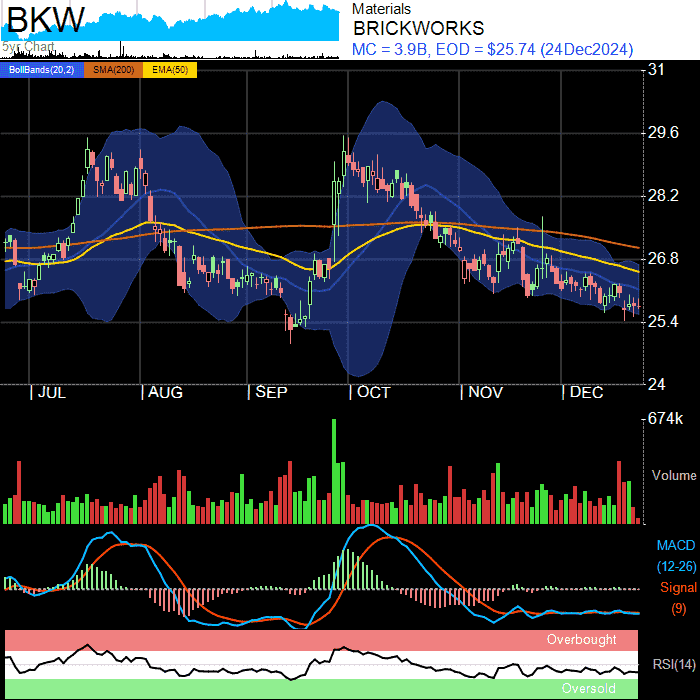 BKW
5yr Chart
Materials
BRICKWORKS
MC = 3.9B, EOD = $25.74 (24Dec2024)
BollBands(20,2) SMA(200) EMA(50)
31
29.6
28.2
26.8
25.4
24
JUL AUG SEP OCT NOV DEC
674k
Volume
MACD
(12-26)
Signal
(9)
Overbought
RSI(14)
Oversold